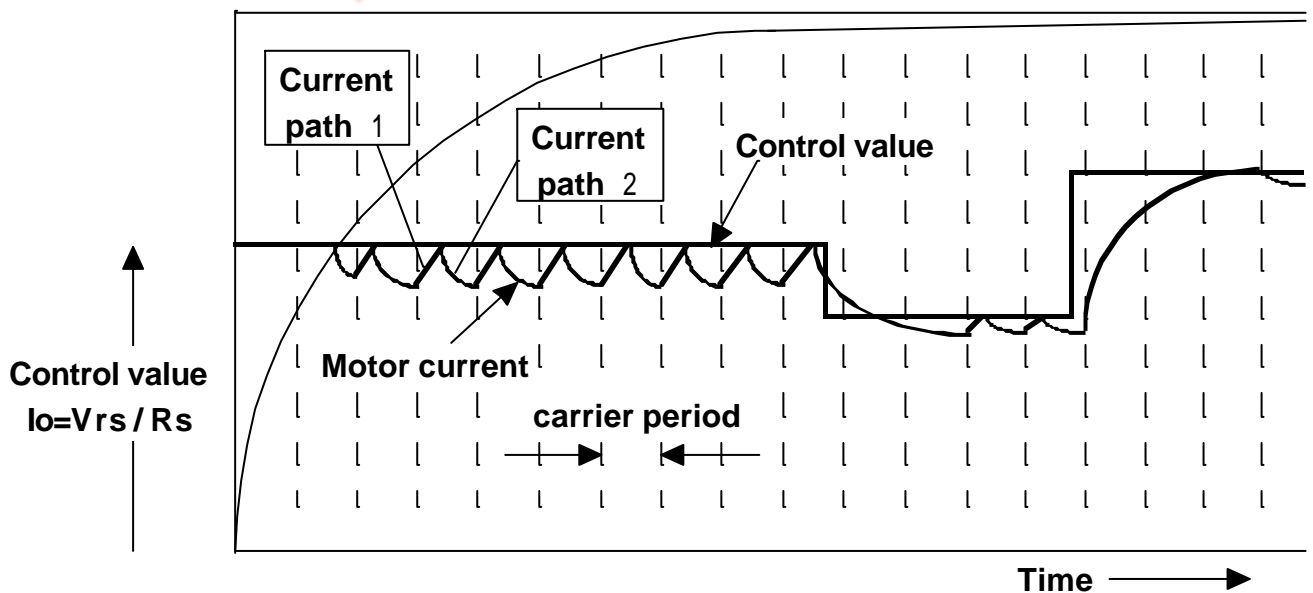 Current
path 1
Current
path 2
Control value
Motor current
Control value
Io=Vrs / Rs
carrier period
Time